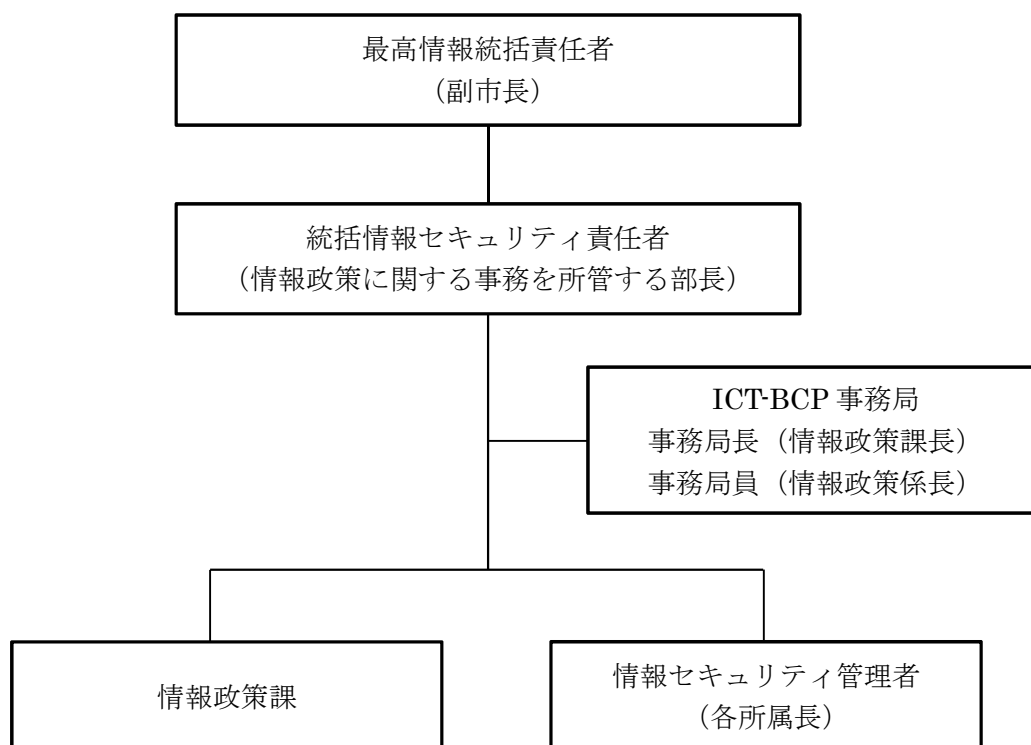 最高情報統括責任者
（副市長）
統括情報セキュリティ責任者
（情報政策に関する事務を所管する部長）
ICT-BCP 事務局
事務局長（情報政策課長）
事務局員（情報政策係長）
情報政策課
情報セキュリティ管理者
（各所属長）